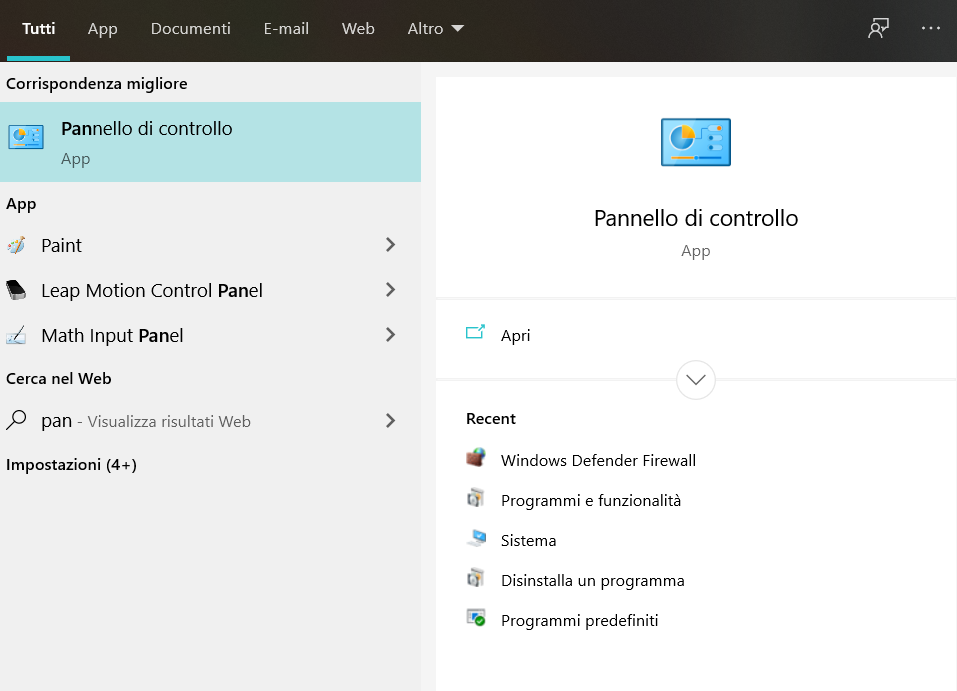 Tutti App Documenti E-mail Web Altro
Corrispondenza migliore
Pannello di controllo
App
App
Paint
Leap Motion Control Panel
Math Input Panel
Cerca nel Web
pan - Visualizza risultati Web
Impostazioni (4+)
Pannello di controllo
App
Apri
Recent
Windows Defender Firewall
Programmi e funzionalità
Sistema
Disinstalla un programma
Programmi predefiniti